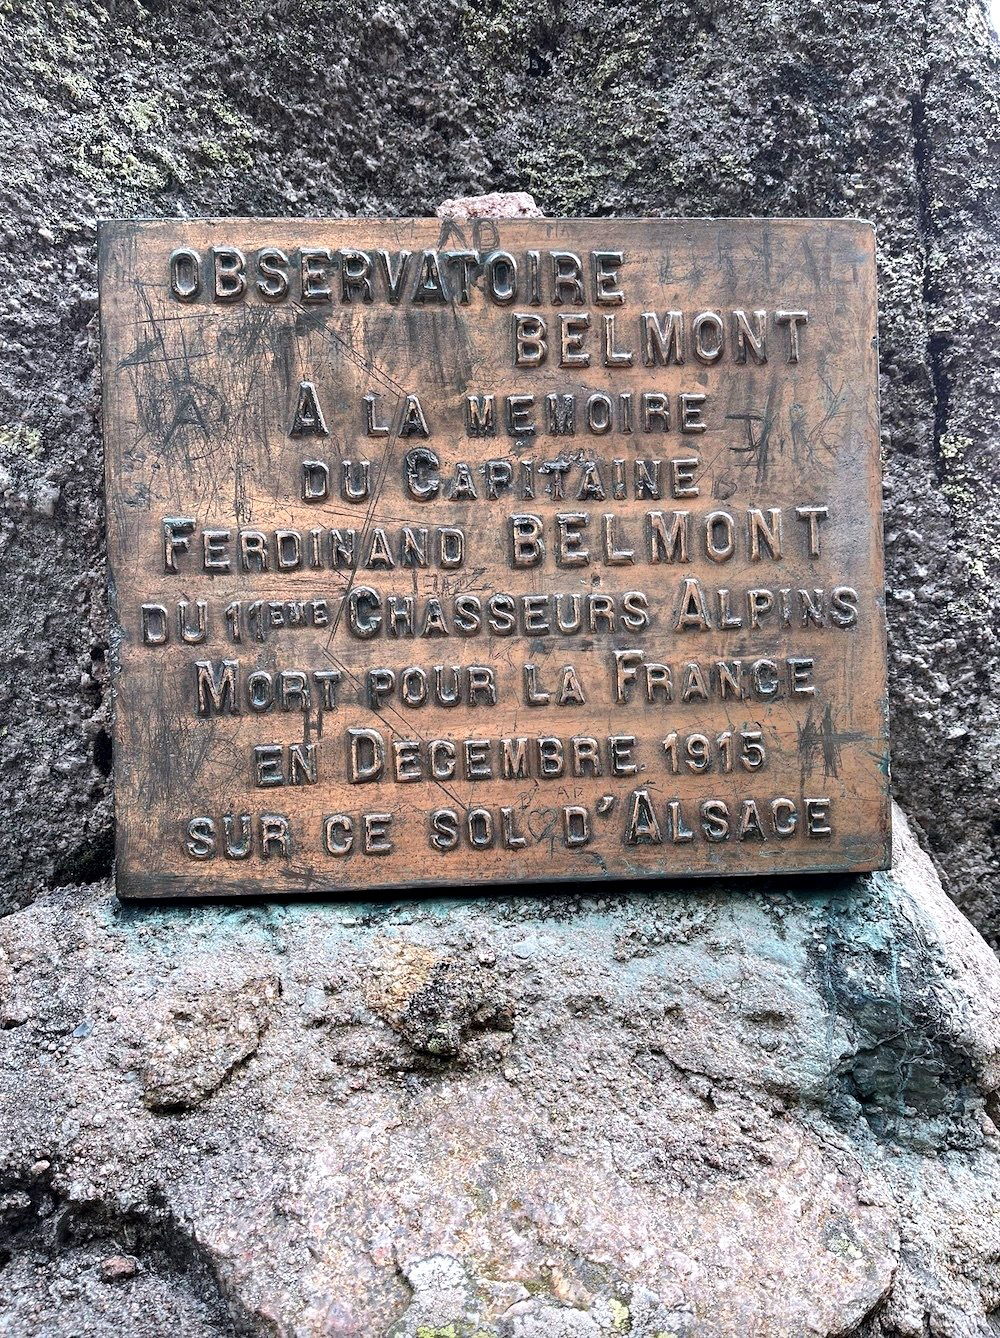 OBSERVATOIRE
BELMONT
A LA MEMOIRE
DU CAPITAINE
FERDINAND BELMONT
DU 11EME CHASSEURS ALPINS
MORT POUR LA FRANCE
EN DECEMBRE 1915
SUR CE SOL D'ALSACE